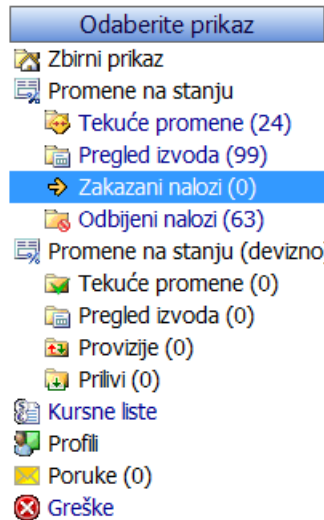 Odaberite prikaz
Zbirni prikaz
Promene na stanju
Tekuće promene (24)
Pregled izvoda (99)
Zakazani nalozi (0)
Odbijeni nalozi (63)
Promene na stanju (devizno)
Tekuće promene (0)
Pregled izvoda (0)
Provizije (0)
Prilivi (0)
Kursne liste
Profili
Poruke (0)
Greške